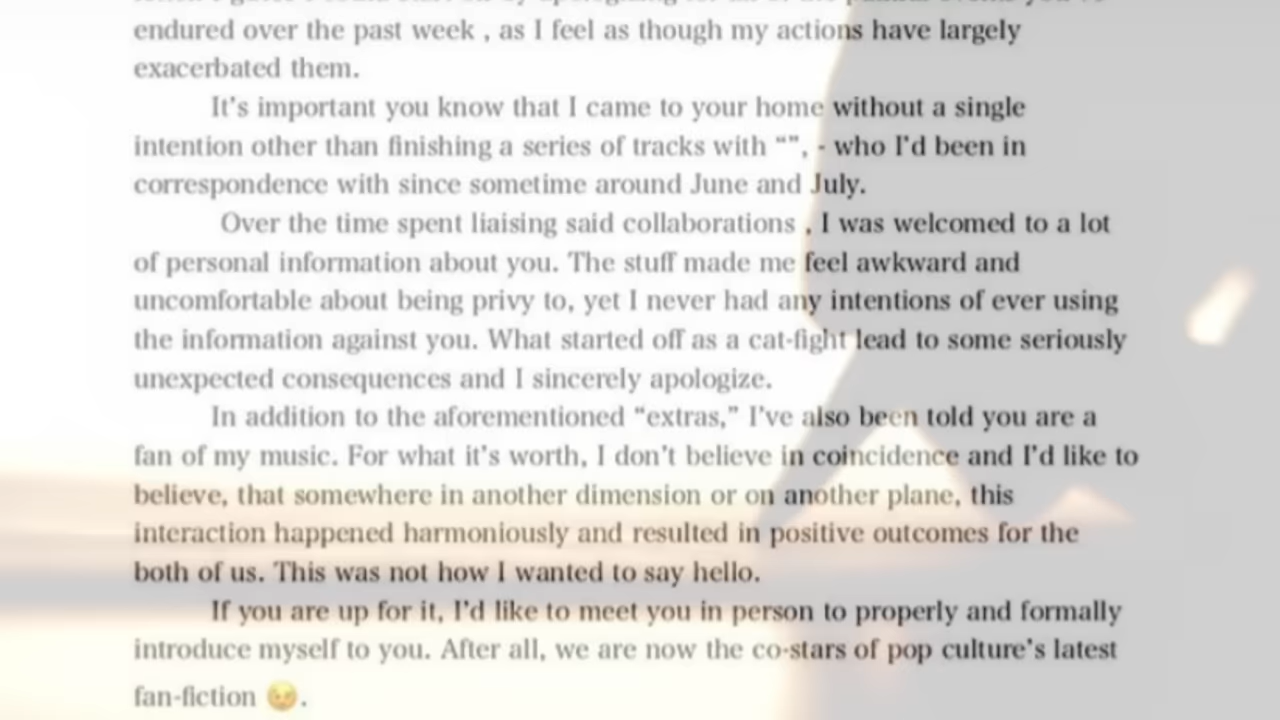 endured over the past week , as I feel as though my actions have largely
exacerbated them.
It's important you know that I came to your home without a single
intention other than finishing a series of tracks with “”, - who I'd been in
correspondence with since sometime around June and July.
Over the time spent liaising said collaborations , I was welcomed to a lot
of personal information about you. The stuff made me feel awkward and
uncomfortable about being privy to, yet I never had any intentions of ever using
the information against you. What started off as a cat-fight lead to some seriously
unexpected consequences and I sincerely apologize.
In addition to the aforementioned “extras,” I've also been told you are a
fan of my music. For what it's worth, I don't believe in coincidence and I'd like to
believe, that somewhere in another dimension or on another plane, this
interaction happened harmoniously and resulted in positive outcomes for the
both of us. This was not how I wanted to say hello.
If you are up for it, I'd like to meet you in person to properly and formally
introduce myself to you. After all, we are now the co-stars of pop culture's latest
fan-fiction 😉.